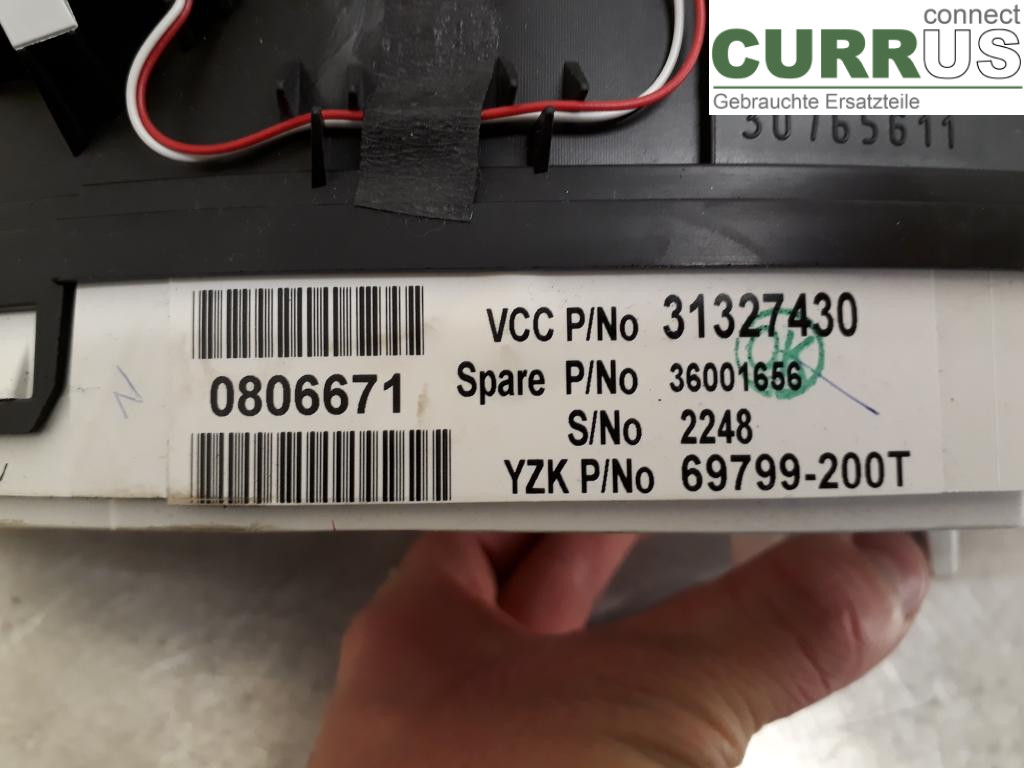 connect
CURRUS
Gebrauchte Ersatzteile
30765611
VCC P/No 31327430
OK
0806671
Spare P/No 36001656
S/No 2248
YZK P/No 69799-200T
N